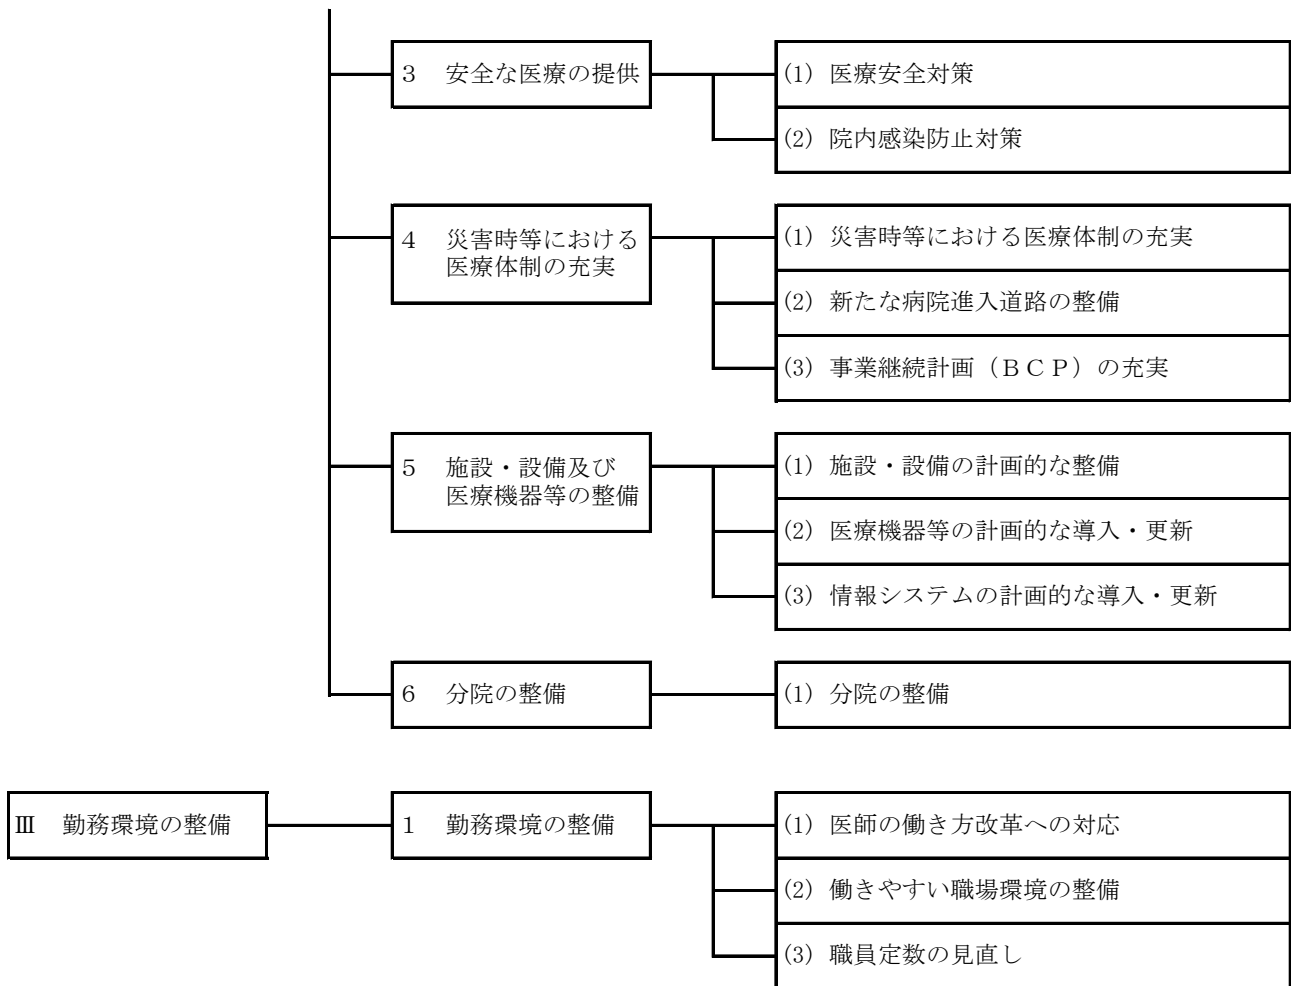 3 安全な医療の提供
(1) 医療安全対策
(2) 院内感染防止対策
4 災害時等における
医療体制の充実
(1) 災害時等における医療体制の充実
(2) 新たな病院進入道路の整備
(3) 事業継続計画（ＢＣＰ）の充実
5 施設・設備及び
医療機器等の整備
(1) 施設・設備の計画的な整備
(2) 医療機器等の計画的な導入・更新
(3) 情報システムの計画的な導入・更新
6 分院の整備
(1) 分院の整備
Ⅲ 勤務環境の整備
1 勤務環境の整備
(1) 医師の働き方改革への対応
(2) 働きやすい職場環境の整備
(3) 職員定数の見直し